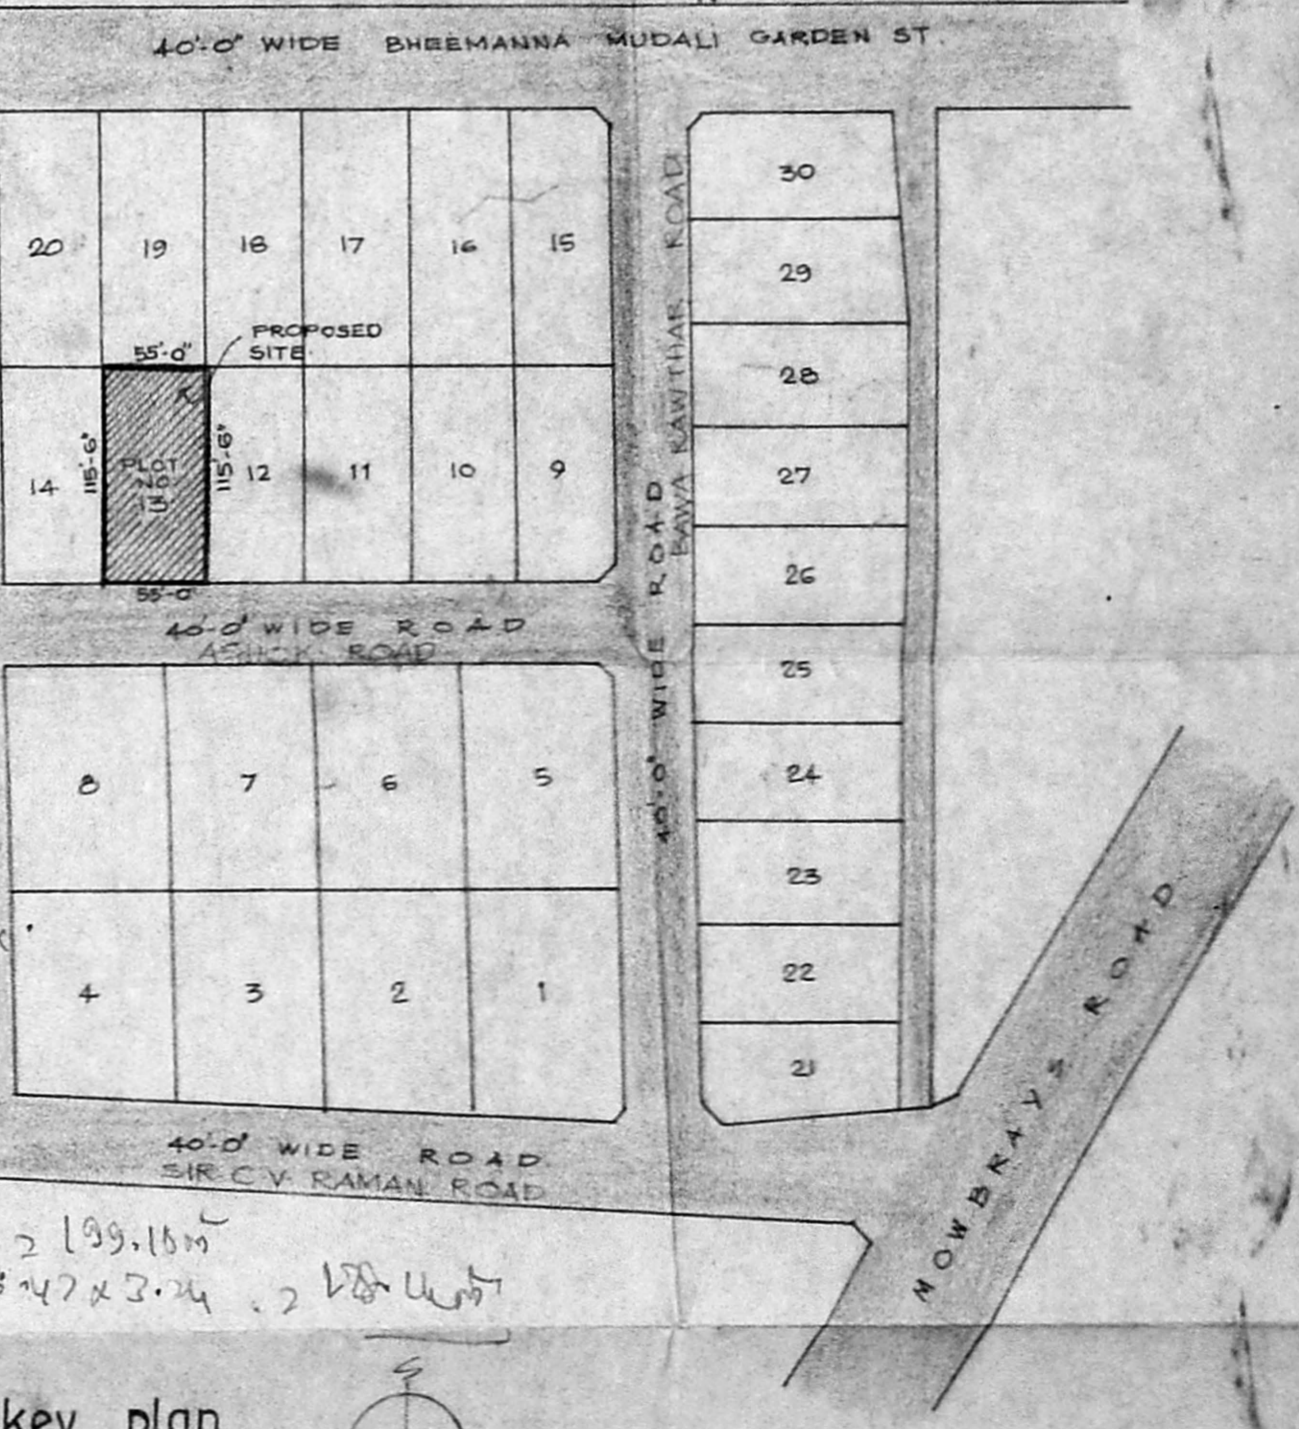 40'-0" WIDE BHEEMANNA MUDALI GARDEN ST.
20 19 18 17 16 15
30
29
28
27
26
25
24
23
22
21
PROPOSED
SITE
55'-0"
115'-6"
115'-6"
14
PLOT
NO
13
12 11 10 9
55'-0"
40'-0" WIDE ROAD
ASHOK ROAD
40'-0" WIDE ROAD
BAWA RAWTHAR ROAD
8 7 6 5
4 3 2 1
40'-0" WIDE ROAD
SIR C V RAMAN ROAD
MOWBRAYS ROAD
key plan